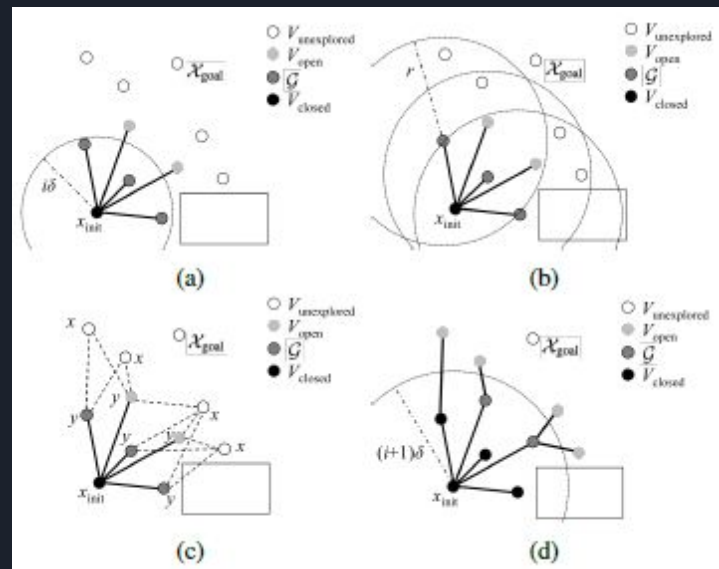 V_unexplored
V_open
G
V_closed
X_goal
iδ
x_init
(a)
V_unexplored
V_open
G
V_closed
X_goal
r
x_init
(b)
V_unexplored
V_open
G
V_closed
X_goal
x
x
x
x
y
y
y
y
y
x_init
(c)
V_unexplored
V_open
G
V_closed
X_goal
(i+1)δ
x_init
(d)